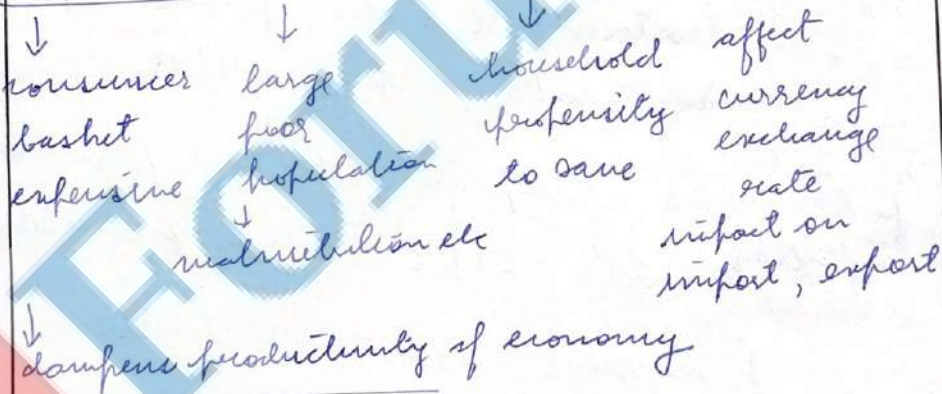 ↓ ↓ ↓
consumer large household affect
basket poor propensity currency
expensive population to save exchange
↓ rate
malnutrition etc impact on
import, export
↓
dampens productivity of economy
Foru